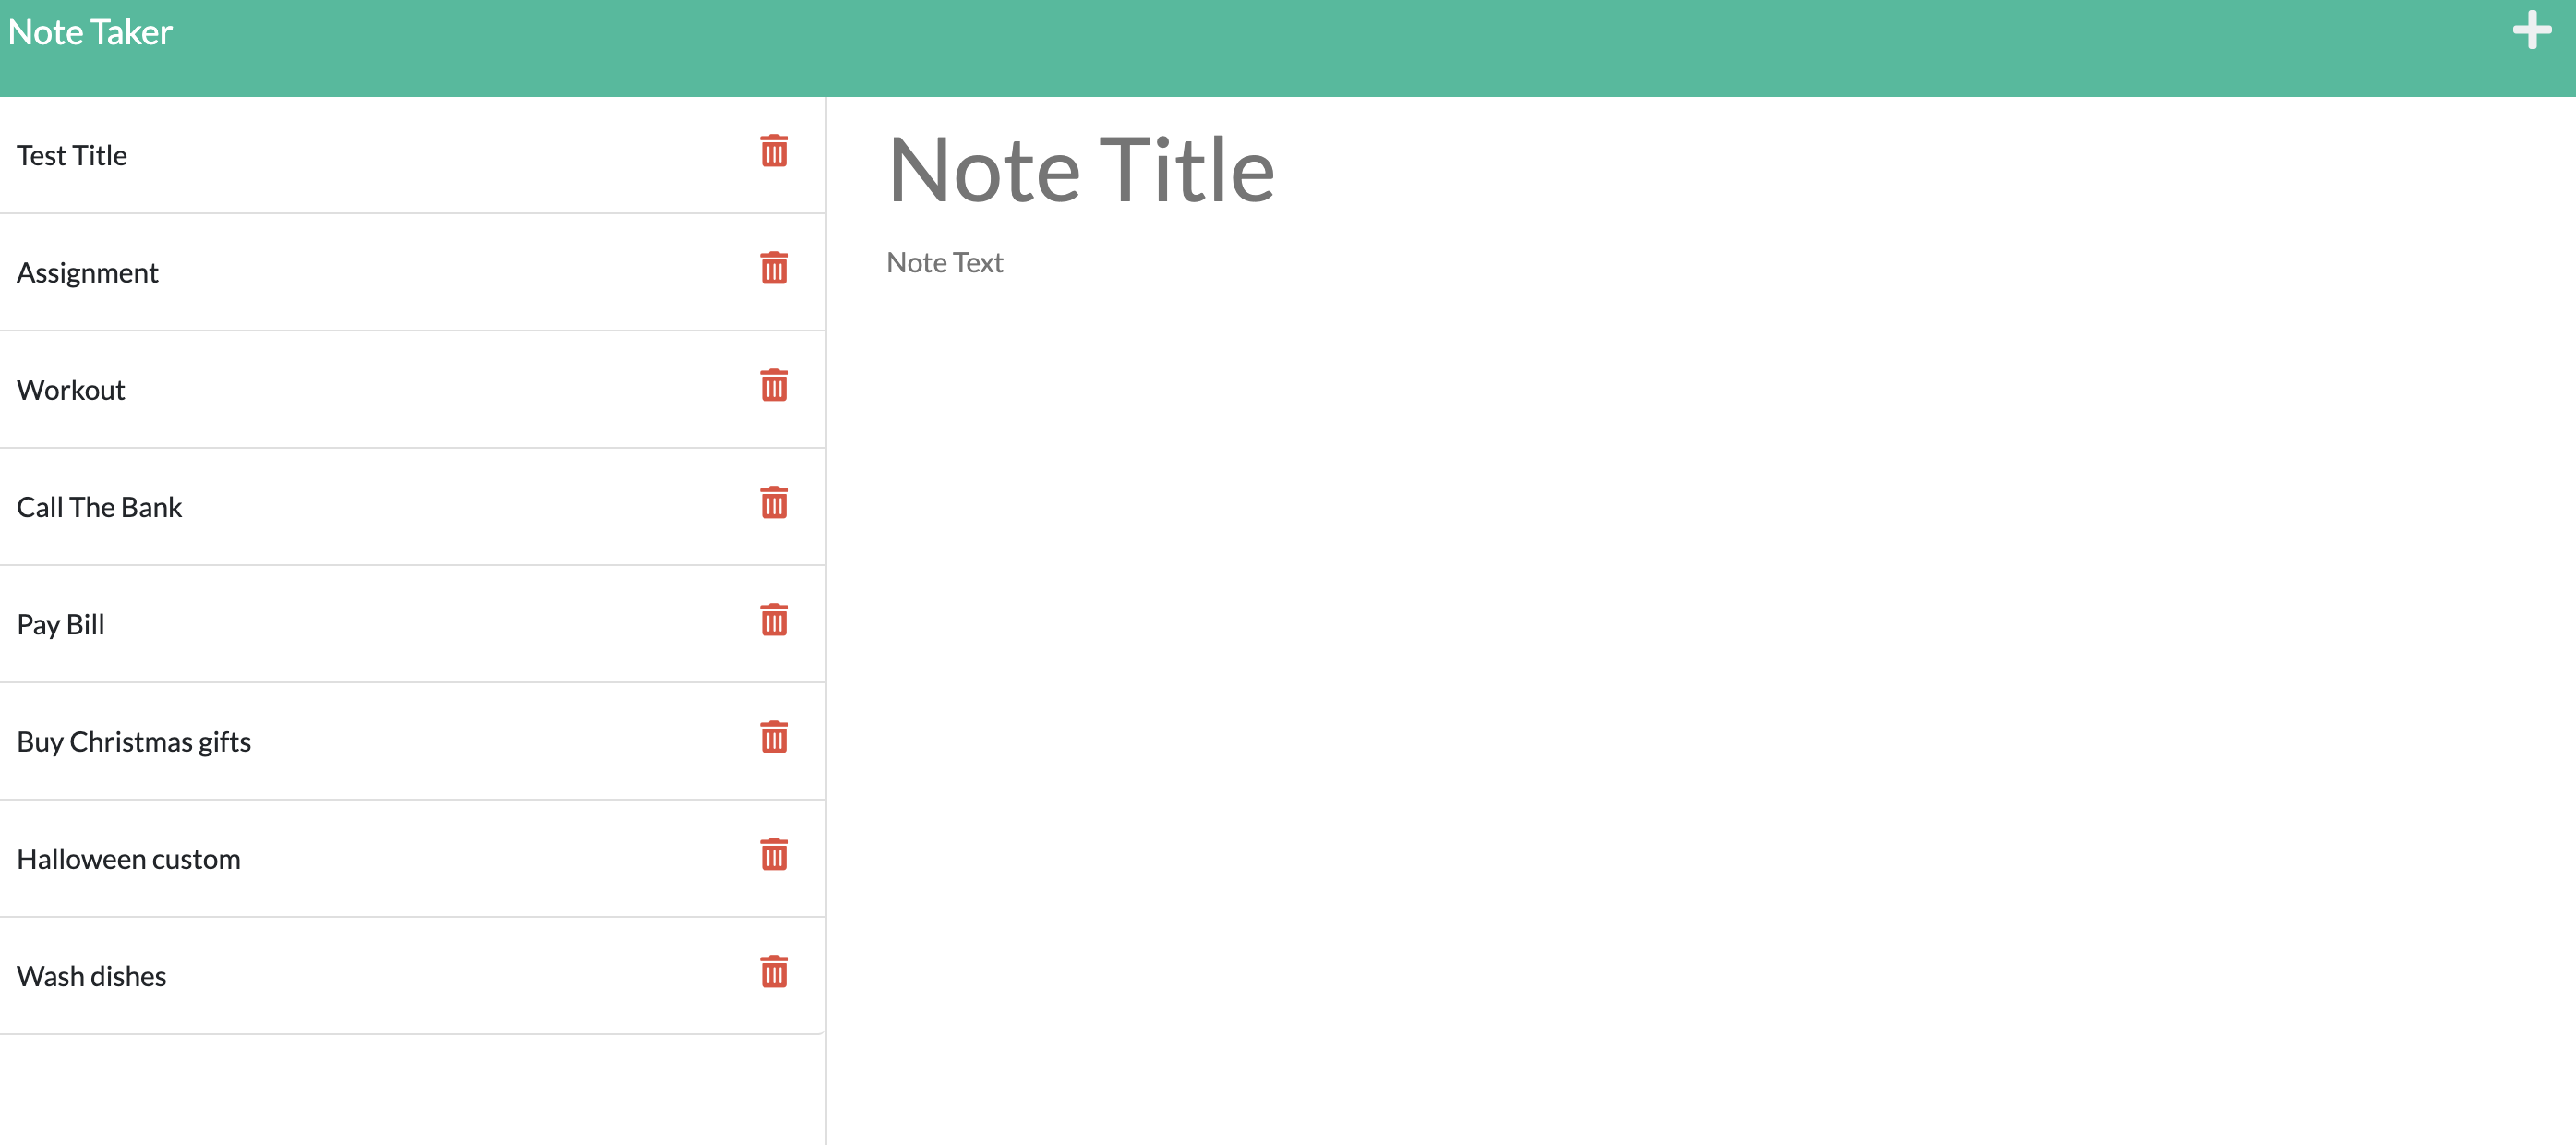 Note Taker
Test Title
Assignment
Workout
Call The Bank
Pay Bill
Buy Christmas gifts
Halloween custom
Wash dishes
Note Title
Note Text